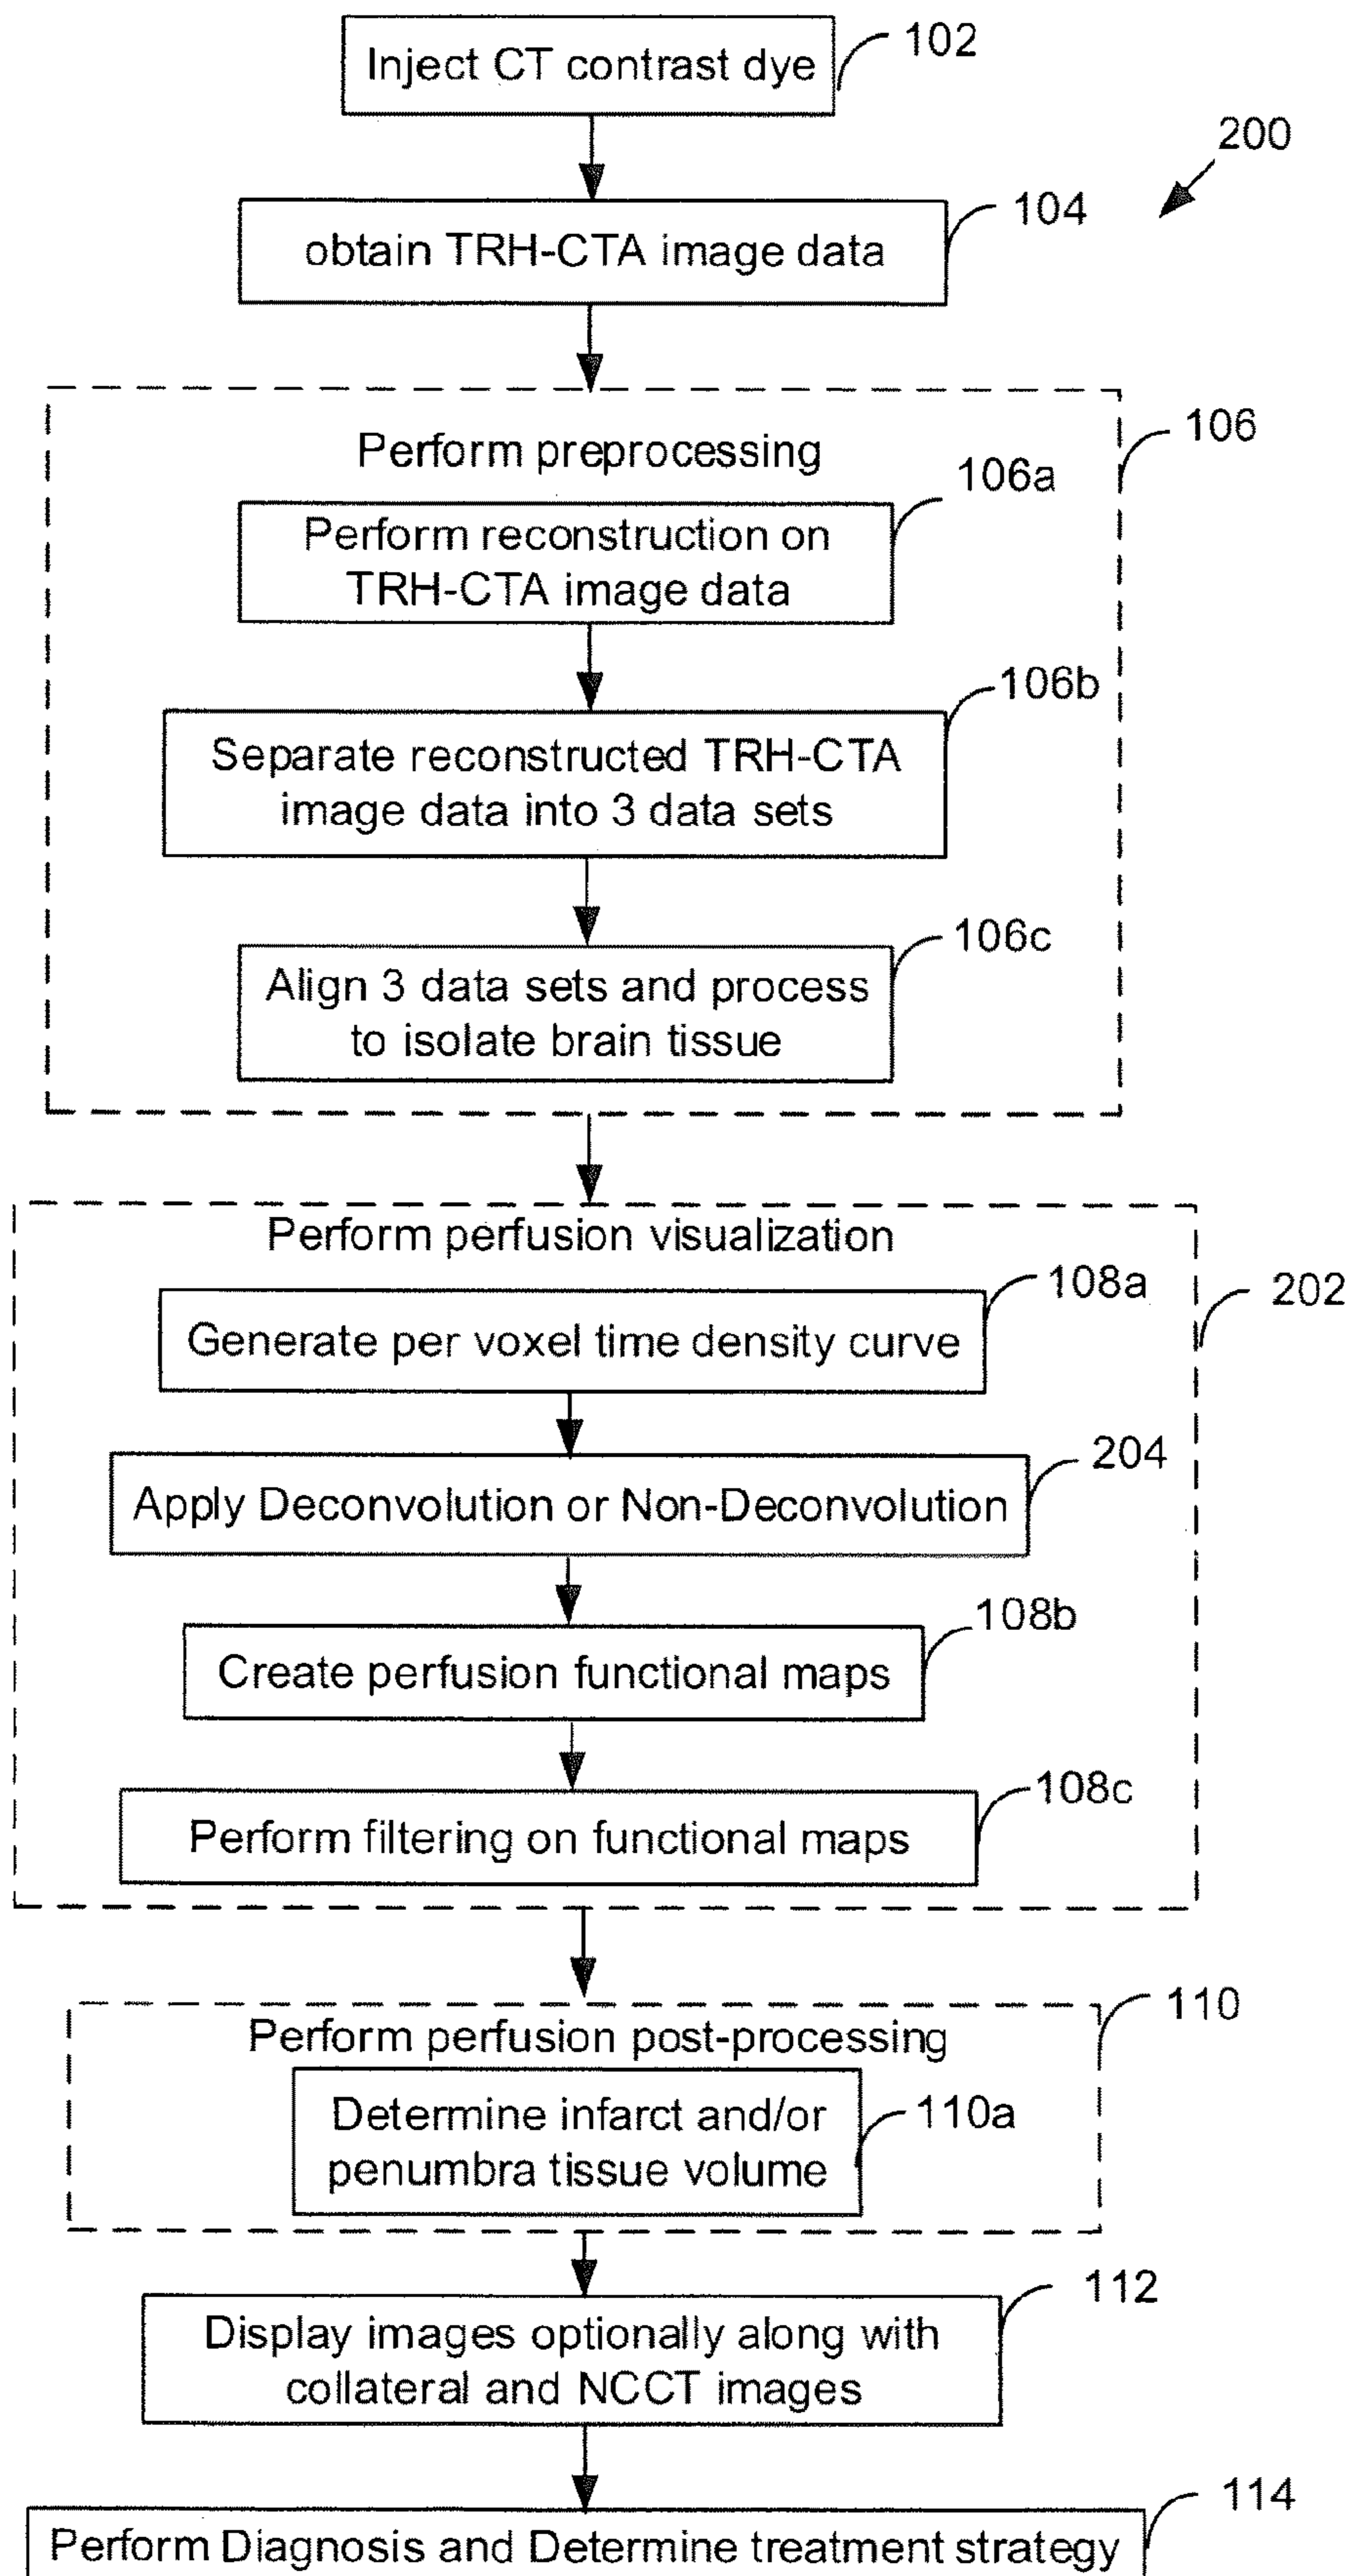 Inject CT contrast dye
102
200
obtain TRH-CTA image data
104
106
Perform preprocessing
106a
Perform reconstruction on
TRH-CTA image data
106b
Separate reconstructed TRH-CTA
image data into 3 data sets
106c
Align 3 data sets and process
to isolate brain tissue
Perform perfusion visualization
202
108a
Generate per voxel time density curve
204
Apply Deconvolution or Non-Deconvolution
108b
Create perfusion functional maps
108c
Perform filtering on functional maps
110
Perform perfusion post-processing
Determine infarct and/or
penumbra tissue volume
110a
112
Display images optionally along with
collateral and NCCT images
114
Perform Diagnosis and Determine treatment strategy